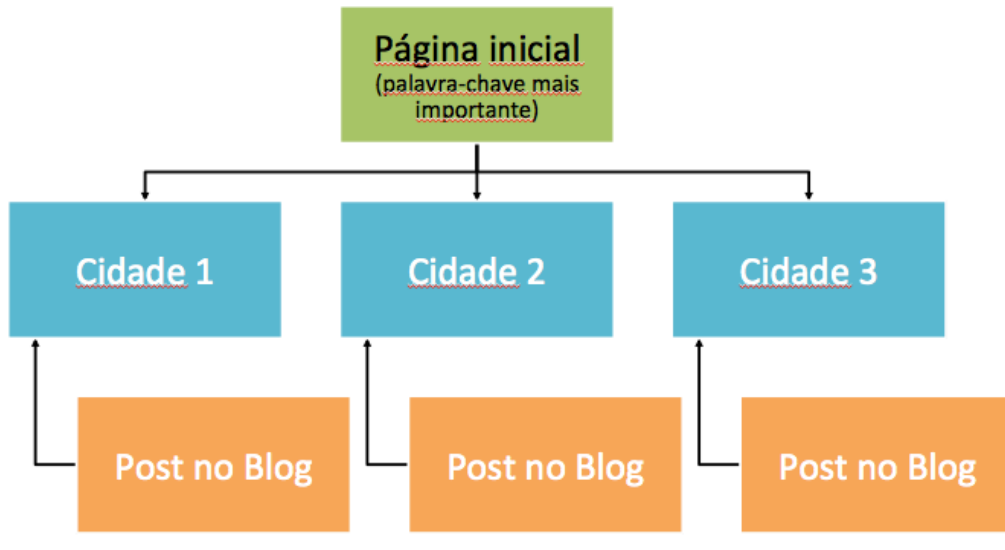 Página inicial
(palavra-chave mais
importante)
Cidade 1
Cidade 2
Cidade 3
Post no Blog
Post no Blog
Post no Blog